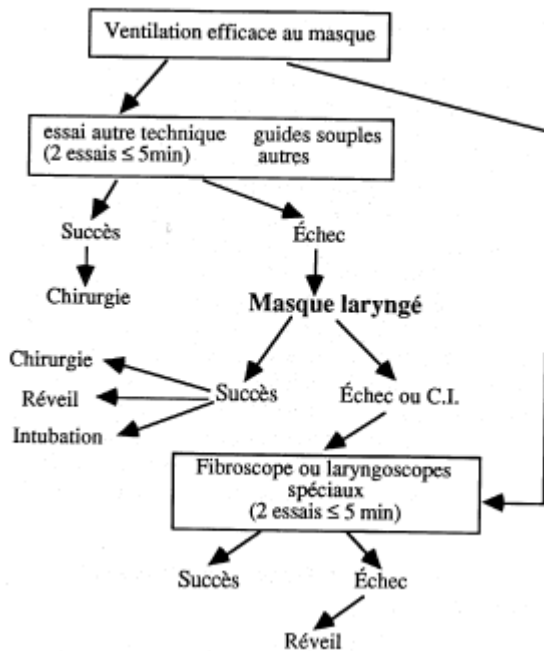 Ventilation efficace au masque
essai autre technique guides souples
(2 essais ≤ 5min) autres
Succès
Échec
Chirurgie
Masque laryngé
Chirurgie
Réveil
Intubation
Succès
Échec ou C.I.
Fibroscope ou laryngoscopes
spéciaux
(2 essais ≤ 5 min)
Succès
Échec
Réveil